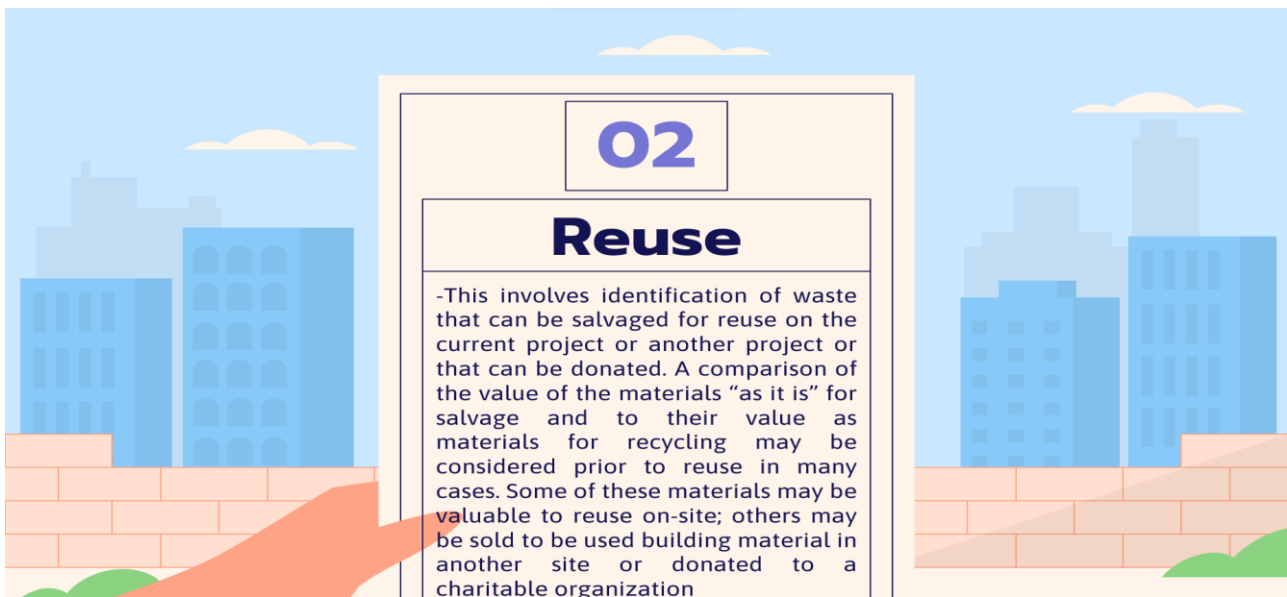 02
Reuse
-This involves identification of waste
that can be salvaged for reuse on the
current project or another project or
that can be donated. A comparison of
the value of the materials “as it is” for
salvage and to their value as
materials for recycling may be
considered prior to reuse in many
cases. Some of these materials may be
valuable to reuse on-site; others may
be sold to be used building material in
another site or donated to a
charitable organization